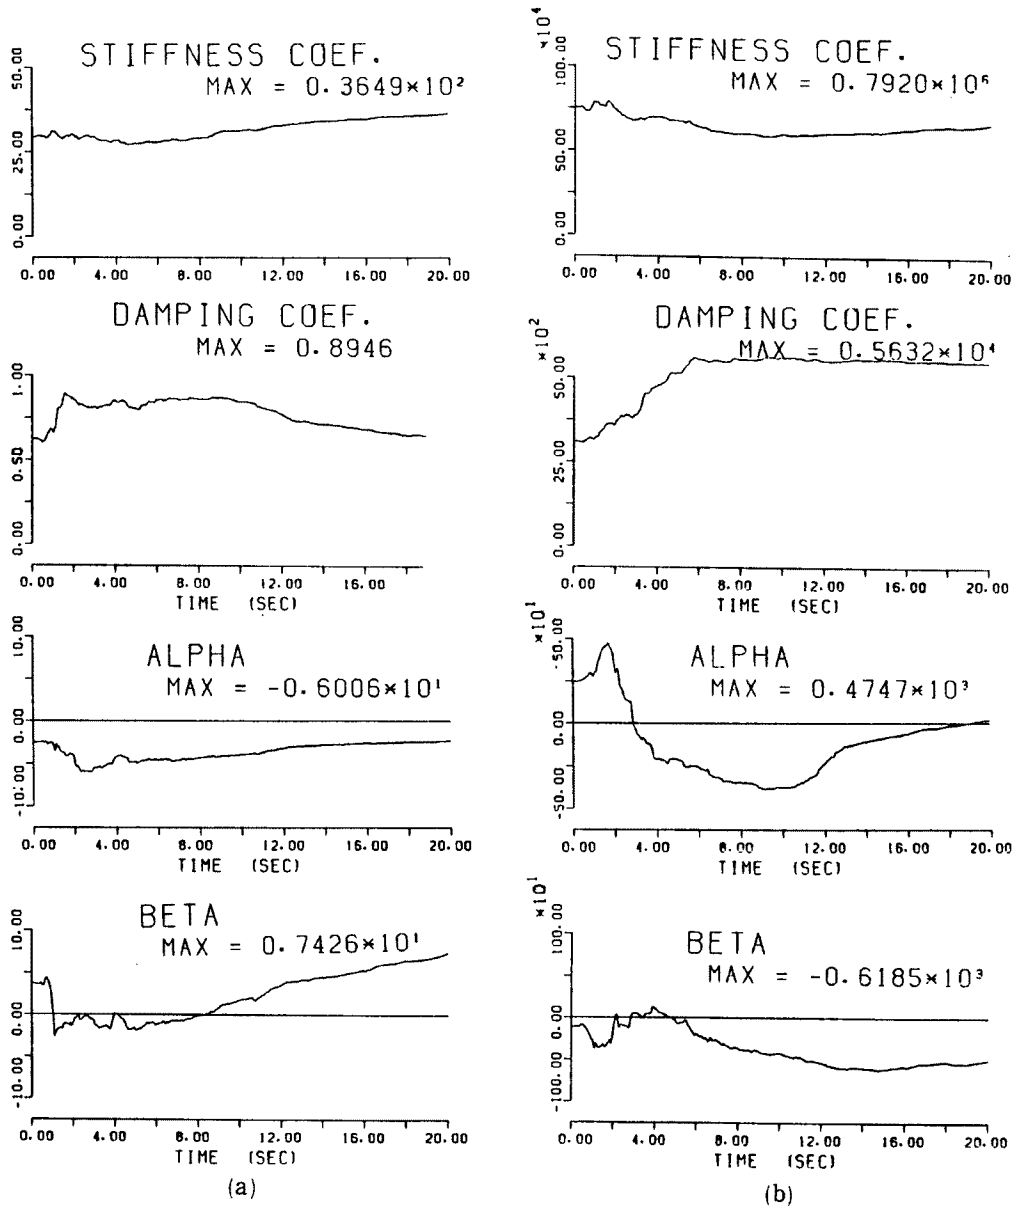 STIFFNESS COEF.
MAX = 0.3649×10²
50.00
25.00
0.00
0.00 4.00 8.00 12.00 16.00 20.00
DAMPING COEF.
MAX = 0.8946
1.00
0.50
0.00
0.00 4.00 8.00 12.00 16.00
TIME (SEC)
ALPHA
MAX = -0.6006×10¹
10.00
0.00
-10.00
0.00 4.00 8.00 12.00 16.00 20.00
TIME (SEC)
BETA
MAX = 0.7426×10¹
10.00
0.00
-10.00
0.00 4.00 8.00 12.00 16.00 20.00
TIME (SEC)
(a)
×10⁴
STIFFNESS COEF.
MAX = 0.7920×10⁶
100.00
50.00
0.00
0.00 4.00 8.00 12.00 16.00 20.00
×10²
DAMPING COEF.
MAX = 0.5632×10⁴
50.00
25.00
0.00
0.00 4.00 8.00 12.00 16.00 20.00
TIME (SEC)
×10¹
ALPHA
MAX = 0.4747×10³
50.00
0.00
-50.00
0.00 4.00 8.00 12.00 16.00 20.00
TIME (SEC)
×10¹
BETA
MAX = -0.6185×10³
100.00
0.00
-100.00
0.00 4.00 8.00 12.00 16.00 20.00
TIME (SEC)
(b)